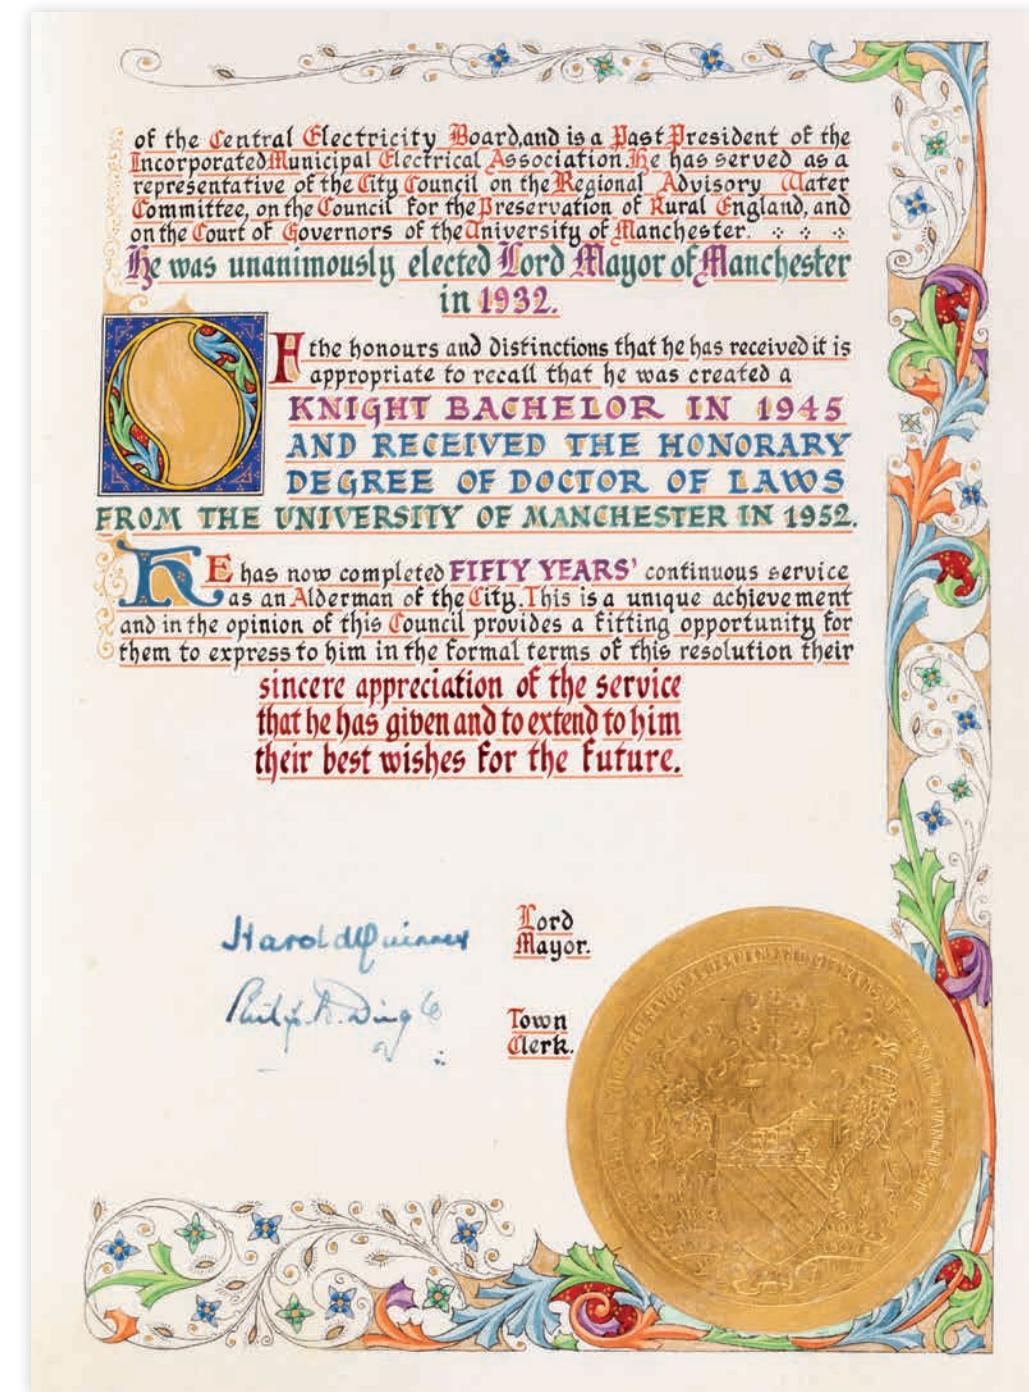 of the Central Electricity Board, and is a Past President of the
Incorporated Municipal Electrical Association. He has served as a
representative of the City Council on the Regional Advisory Water
Committee, on the Council for the Preservation of Rural England, and
on the Court of Governors of the University of Manchester.
He was unanimously elected Lord Mayor of Manchester
in 1932.
OF the honours and distinctions that he has received it is
appropriate to recall that he was created a
KNIGHT BACHELOR IN 1945
AND RECEIVED THE HONORARY
DEGREE OF DOCTOR OF LAWS
FROM THE UNIVERSITY OF MANCHESTER IN 1952.
HE has now completed FIFTY YEARS' continuous service
as an Alderman of the City. This is a unique achievement
and in the opinion of this Council provides a fitting opportunity for
them to express to him in the formal terms of this resolution their
sincere appreciation of the service
that he has given and to extend to him
their best wishes for the future.
Harold Quinney Lord
Mayor.
Philip B. Dingle Town
Clerk.